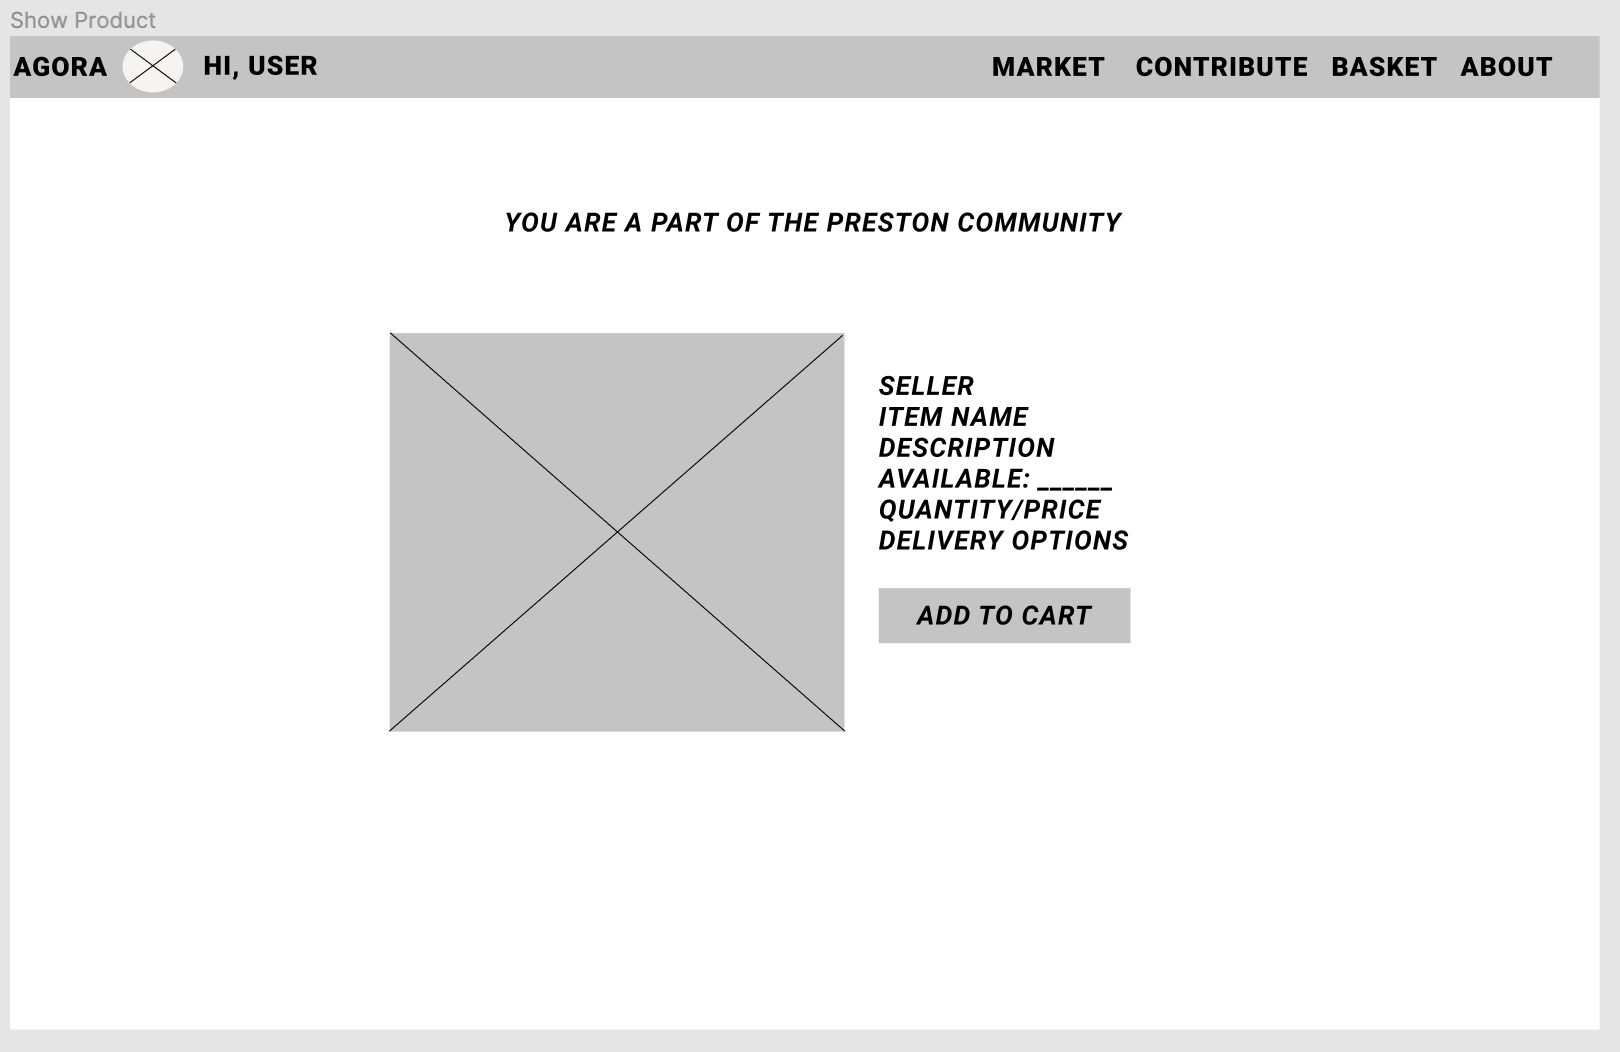 Show Product
AGORA HI, USER MARKET CONTRIBUTE BASKET ABOUT
YOU ARE A PART OF THE PRESTON COMMUNITY
SELLER
ITEM NAME
DESCRIPTION
AVAILABLE: ______
QUANTITY/PRICE
DELIVERY OPTIONS
ADD TO CART